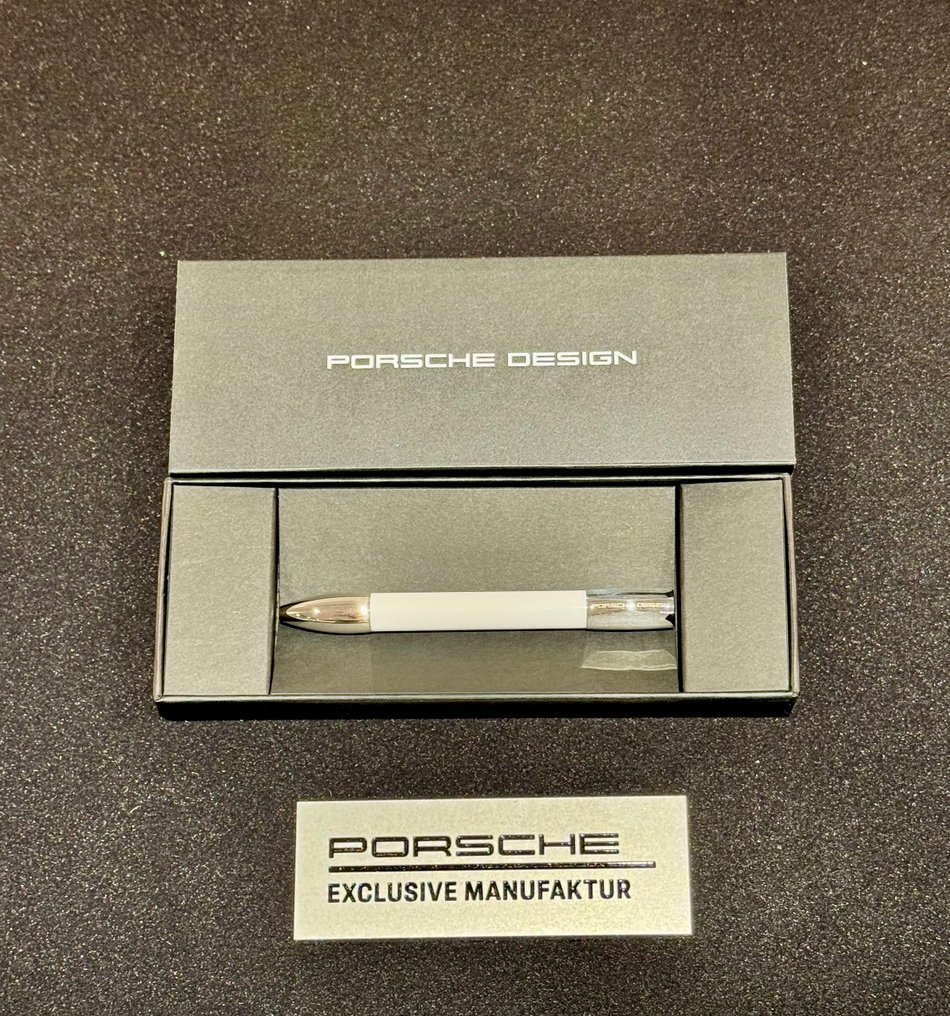 PORSCHE DESIGN
PORSCHE DESIGN
PORSCHE
EXCLUSIVE MANUFAKTUR